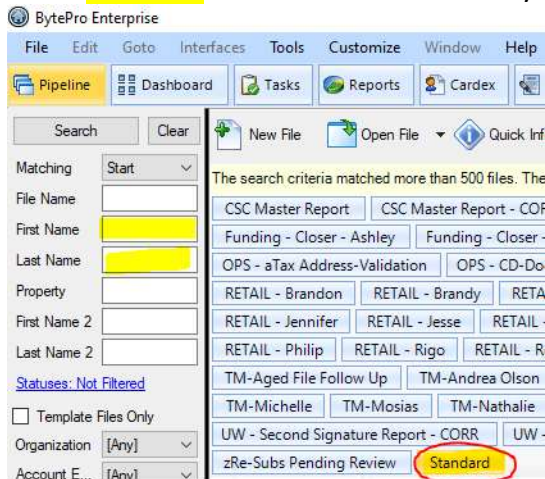 BytePro Enterprise
File Edit Goto Interfaces Tools Customize Window Help
Pipeline Dashboard Tasks Reports Cardex
Search Clear New File Open File Quick Inf
Matching Start
The search criteria matched more than 500 files. The
File Name
CSC Master Report CSC Master Report - COR
First Name
Funding - Closer - Ashley Funding - Closer -
Last Name
OPS - aTax Address-Validation OPS - CD-Do
Property
RETAIL - Brandon RETAIL - Brandy RETA
First Name 2
RETAIL - Jennifer RETAIL - Jesse RETAIL -
Last Name 2
RETAIL - Philip RETAIL - Rigo RETAIL - R
Statuses: Not Filtered
TM-Aged File Follow Up TM-Andrea Olson
Template Files Only
TM-Michelle TM-Mosias TM-Nathalie
Organization [Any]
UW - Second Signature Report - CORR UW -
Account E... [Any]
zRe-Subs Pending Review Standard